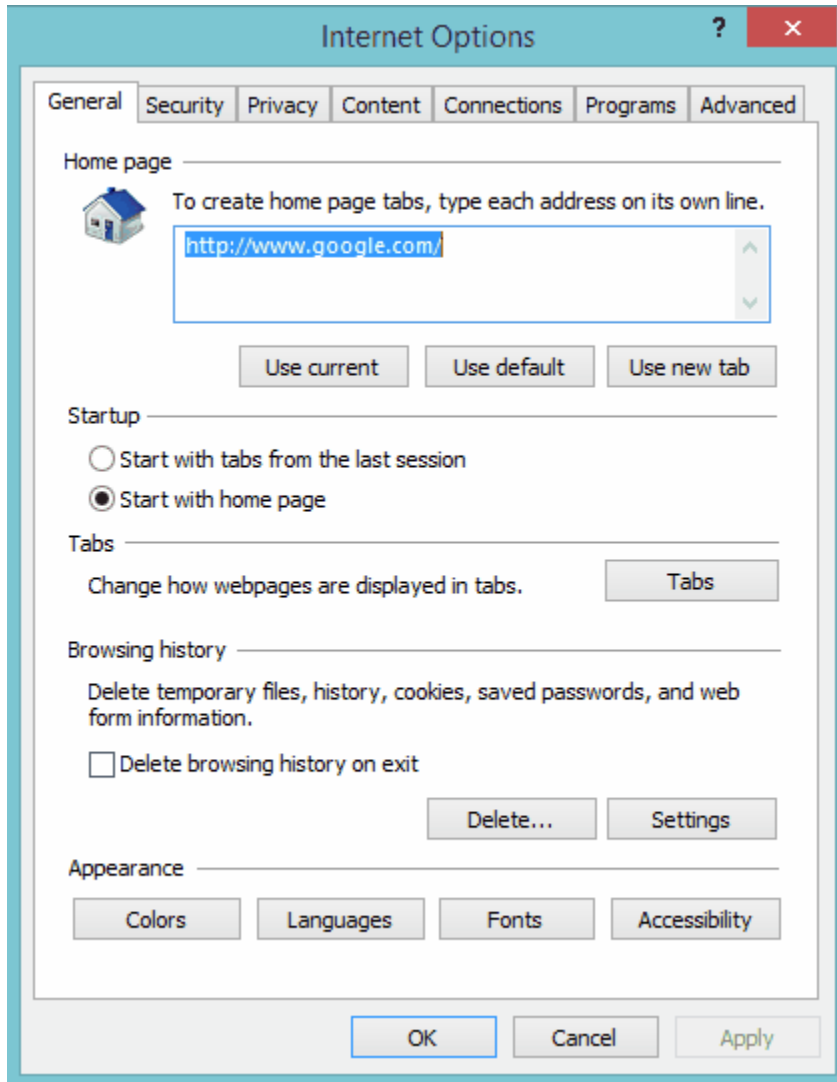 Internet Options
?
×
General Security Privacy Content Connections Programs Advanced
Home page
To create home page tabs, type each address on its own line.
http://www.google.com/
Use current Use default Use new tab
Startup
Start with tabs from the last session
Start with home page
Tabs
Change how webpages are displayed in tabs. Tabs
Browsing history
Delete temporary files, history, cookies, saved passwords, and web
form information.
Delete browsing history on exit
Delete... Settings
Appearance
Colors Languages Fonts Accessibility
OK Cancel Apply